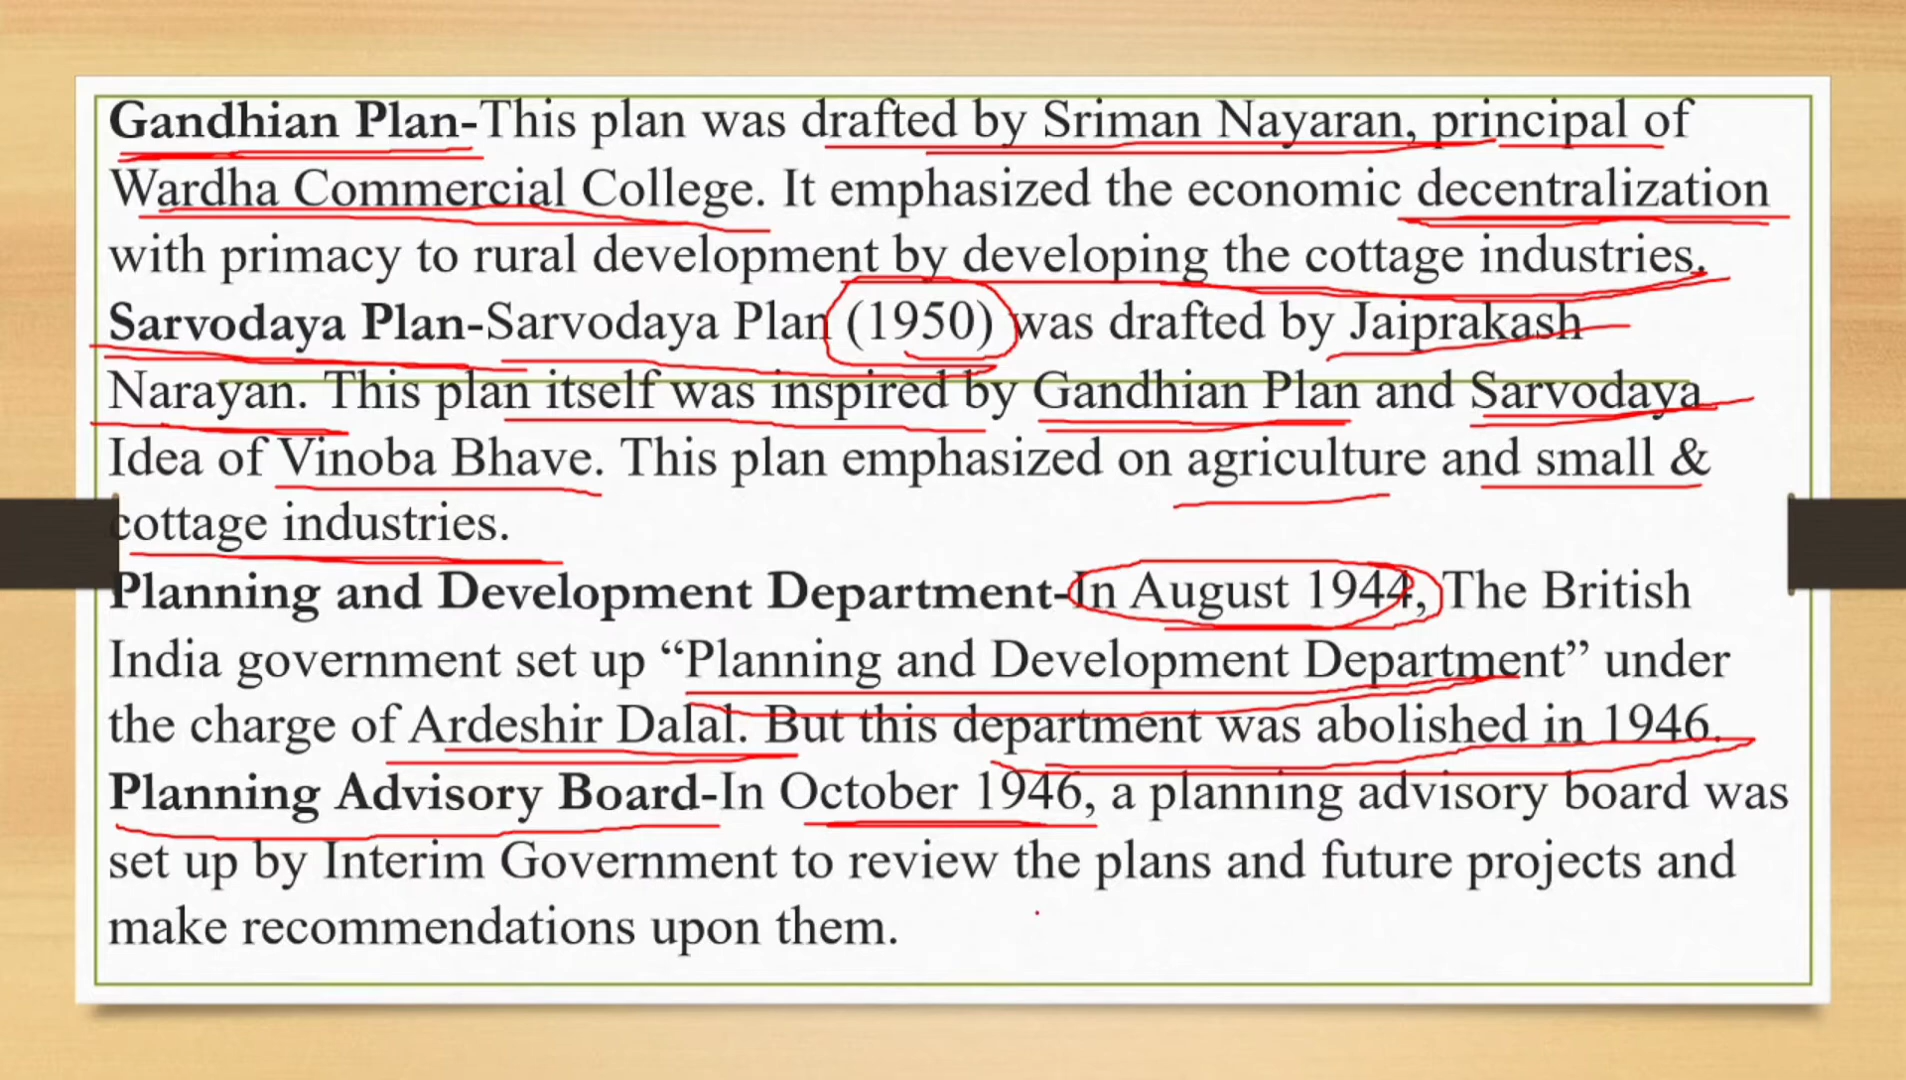 Gandhian Plan-This plan was drafted by Sriman Nayaran, principal of
Wardha Commercial College. It emphasized the economic decentralization
with primacy to rural development by developing the cottage industries.
Sarvodaya Plan-Sarvodaya Plan (1950) was drafted by Jaiprakash
Narayan. This plan itself was inspired by Gandhian Plan and Sarvodaya
Idea of Vinoba Bhave. This plan emphasized on agriculture and small &
cottage industries.
Planning and Development Department-In August 1944, The British
India government set up “Planning and Development Department” under
the charge of Ardeshir Dalal. But this department was abolished in 1946.
Planning Advisory Board-In October 1946, a planning advisory board was
set up by Interim Government to review the plans and future projects and
make recommendations upon them.